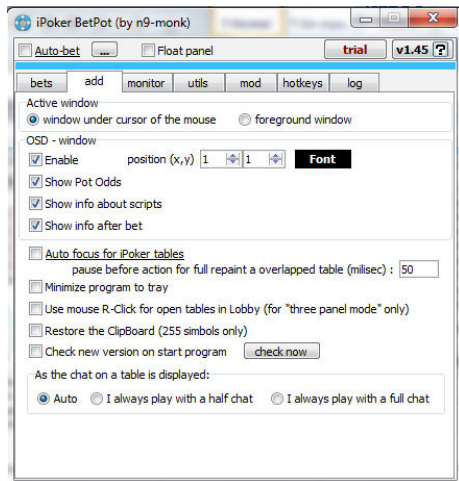 iPoker BetPot (by n9-monk)
Auto-bet ... Float panel trial v1.45 ?
bets add monitor utils mod hotkeys log
Active window
window under cursor of the mouse foreground window
OSD - window
Enable position (x,y) 1 1 Font
Show Pot Odds
Show info about scripts
Show info after bet
Auto focus for iPoker tables
pause before action for full repaint a overlapped table (milisec) : 50
Minimize program to tray
Use mouse R-Click for open tables in Lobby (for "three panel mode" only)
Restore the ClipBoard (255 simbols only)
Check new version on start program check now
As the chat on a table is displayed:
Auto I always play with a half chat I always play with a full chat